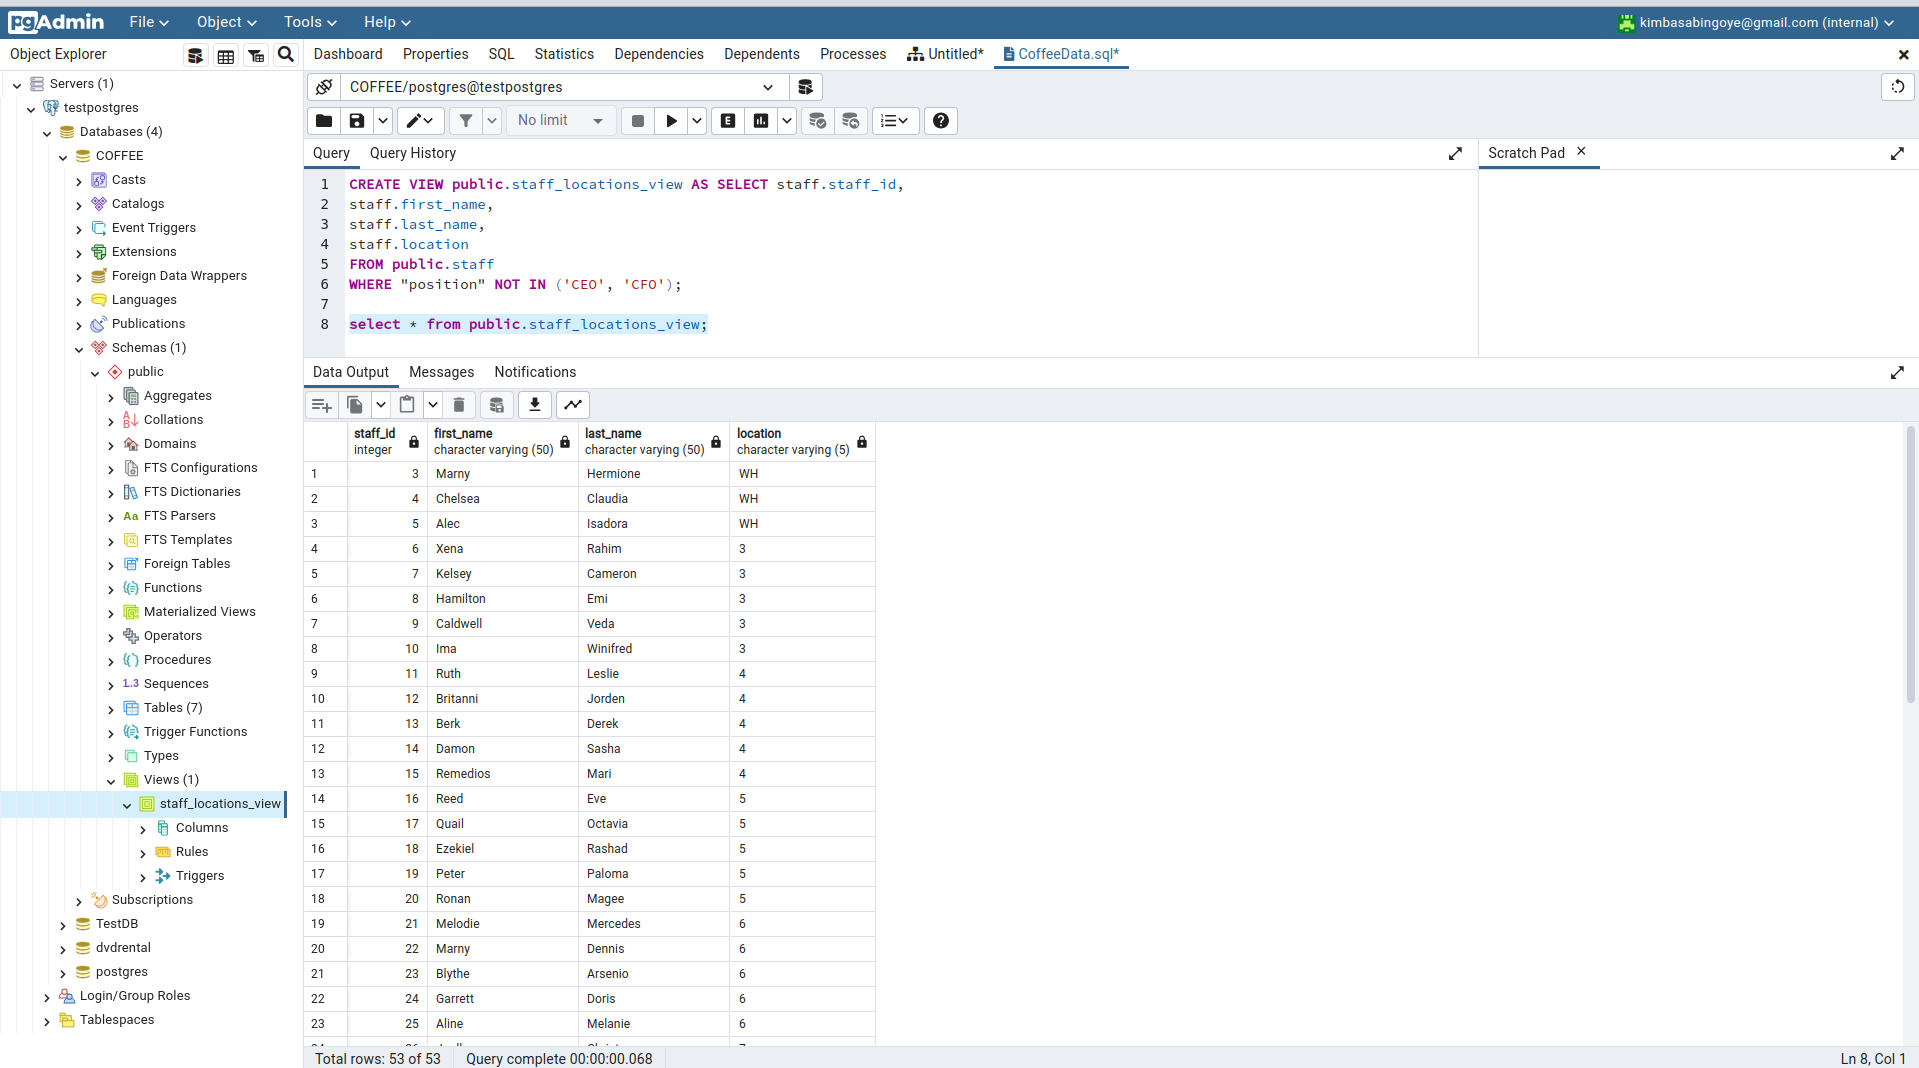 pgAdmin File Object Tools Help kimbasabingoye@gmail.com (internal)
Object Explorer
Dashboard Properties SQL Statistics Dependencies Dependents Processes Untitled* CoffeeData.sql*
Servers (1)
testpostgres
Databases (4)
COFFEE
Casts
Catalogs
Event Triggers
Extensions
Foreign Data Wrappers
Languages
Publications
Schemas (1)
public
Aggregates
Collations
Domains
FTS Configurations
FTS Dictionaries
Aa FTS Parsers
FTS Templates
Foreign Tables
Functions
Materialized Views
Operators
Procedures
1..3 Sequences
Tables (7)
Trigger Functions
Types
Views (1)
staff_locations_view
Columns
Rules
Triggers
Subscriptions
TestDB
dvdrental
postgres
Login/Group Roles
Tablespaces
COFFEE/postgres@testpostgres
No limit E
Query Query History
Scratch Pad
1 CREATE VIEW public.staff_locations_view AS SELECT staff.staff_id,
2 staff.first_name,
3 staff.last_name,
4 staff.location
5 FROM public.staff
6 WHERE "position" NOT IN ('CEO', 'CFO');
7
8 select * from public.staff_locations_view;
Data Output Messages Notifications
staff_id first_name last_name location
integer character varying (50) character varying (50) character varying (5)
1 3 Marny Hermione WH
2 4 Chelsea Claudia WH
3 5 Alec Isadora WH
4 6 Xena Rahim 3
5 7 Kelsey Cameron 3
6 8 Hamilton Emi 3
7 9 Caldwell Veda 3
8 10 Ima Winifred 3
9 11 Ruth Leslie 4
10 12 Britanni Jorden 4
11 13 Berk Derek 4
12 14 Damon Sasha 4
13 15 Remedios Mari 4
14 16 Reed Eve 5
15 17 Quail Octavia 5
16 18 Ezekiel Rashad 5
17 19 Peter Paloma 5
18 20 Ronan Magee 5
19 21 Melodie Mercedes 6
20 22 Marny Dennis 6
21 23 Blythe Arsenio 6
22 24 Garrett Doris 6
23 25 Aline Melanie 6
Total rows: 53 of 53 Query complete 00:00:00.068 Ln 8, Col 1